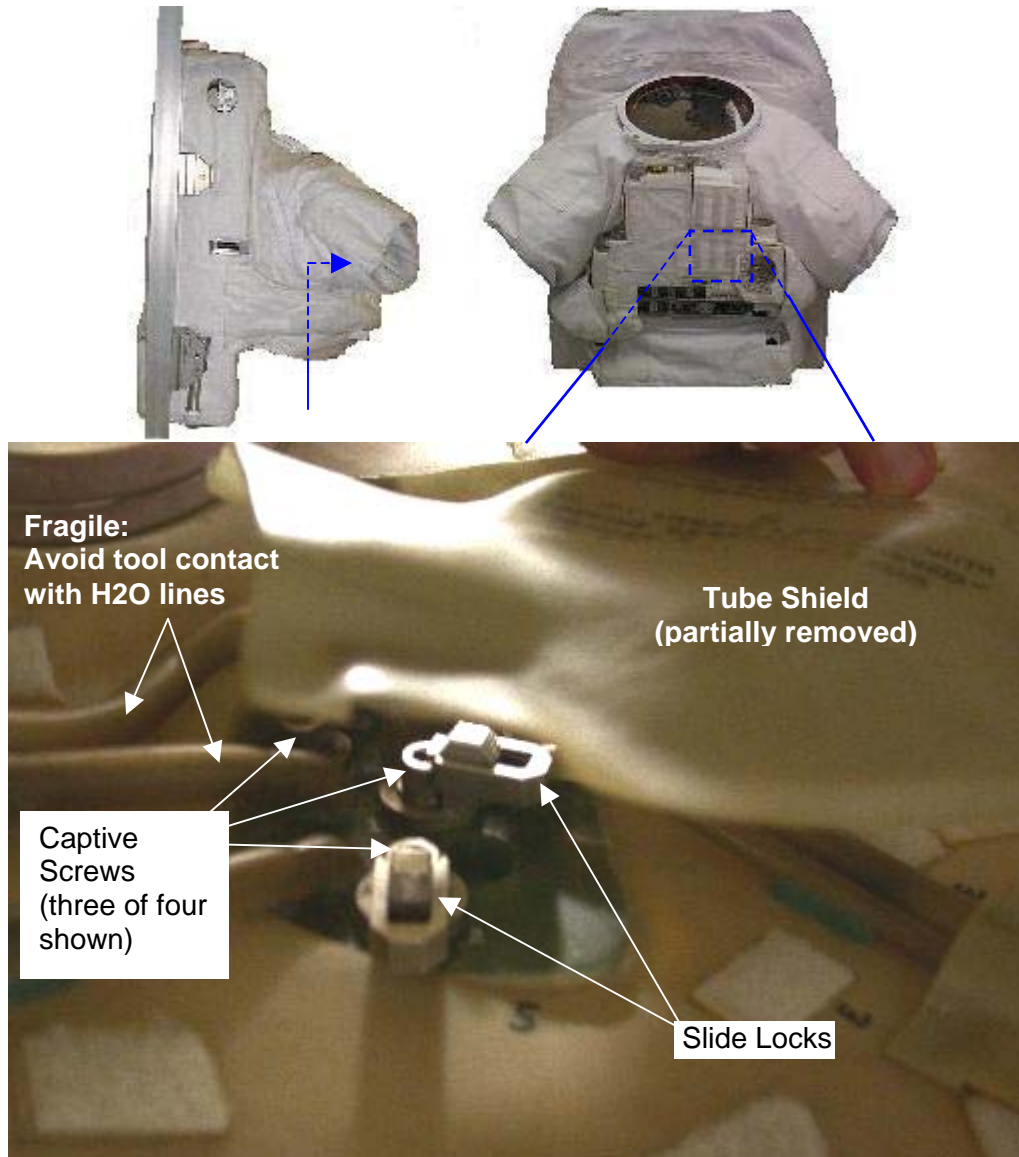 Fragile:
Avoid tool contact
with H2O lines
Tube Shield
(partially removed)
Captive
Screws
(three of four
shown)
Slide Locks
5